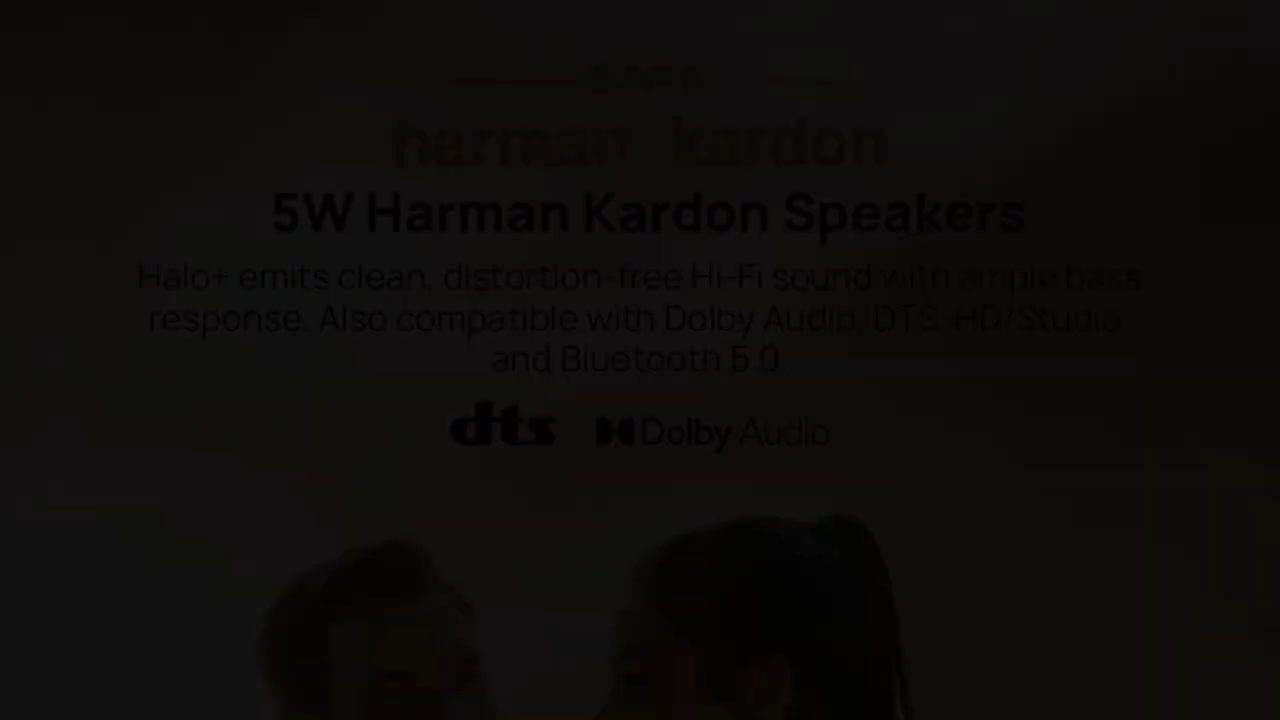 harman kardon
5W Harman Kardon Speakers
Halo+ emits clean, distortion-free Hi-Fi sound with ample bass
response. Also compatible with Dolby Audio, DTS-HD/Studio
and Bluetooth 5.0
dts Dolby Audio